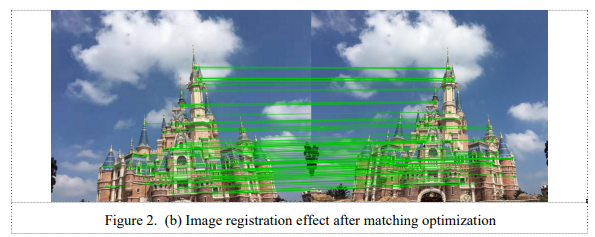 Figure 2.  (b) Image registration effect after matching optimization